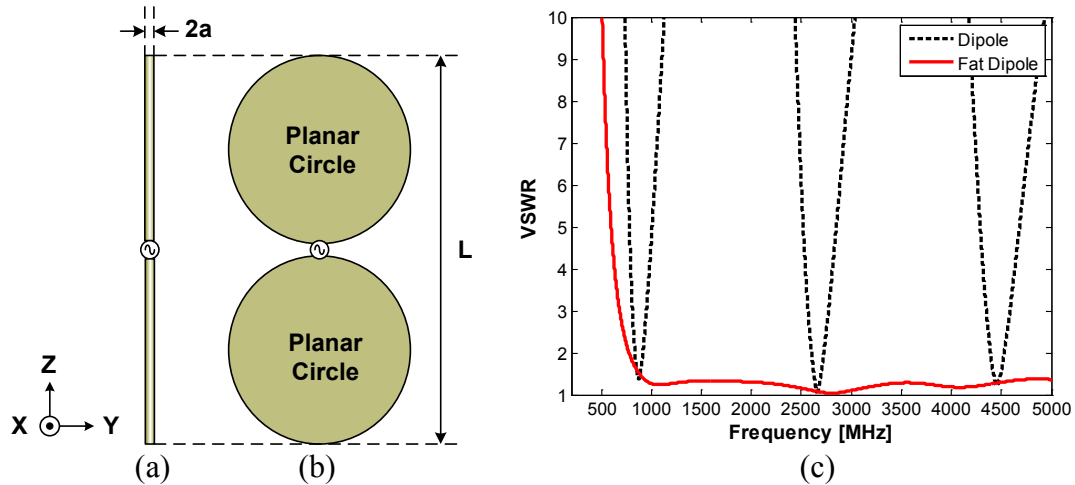 2a
Planar
Circle
L
Planar
Circle
Z
X
Y
(a)
(b)
VSWR
10
9
8
7
6
5
4
3
2
1
Dipole
Fat Dipole
500 1000 1500 2000 2500 3000 3500 4000 4500 5000
Frequency [MHz]
(c)